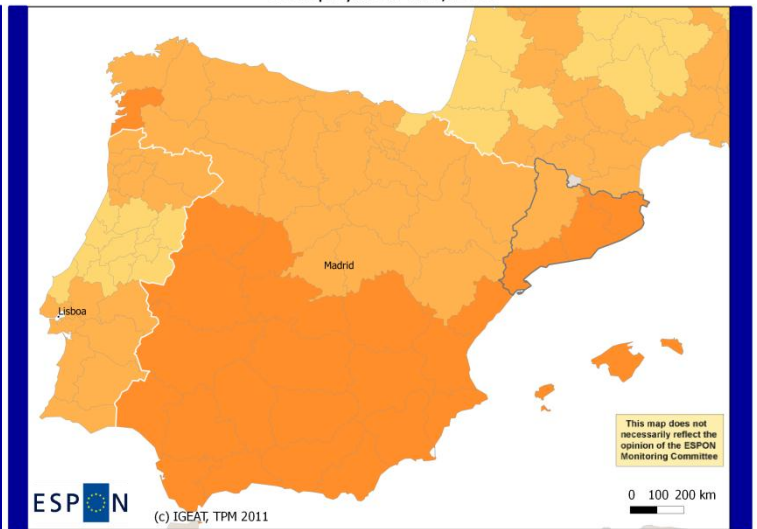 Madrid
Lisboa
This map does not
necessarily reflect the
opinion of the ESPON
Monitoring Committee
0 100 200 km
ESPON
(c) IGEAT, TPM 2011